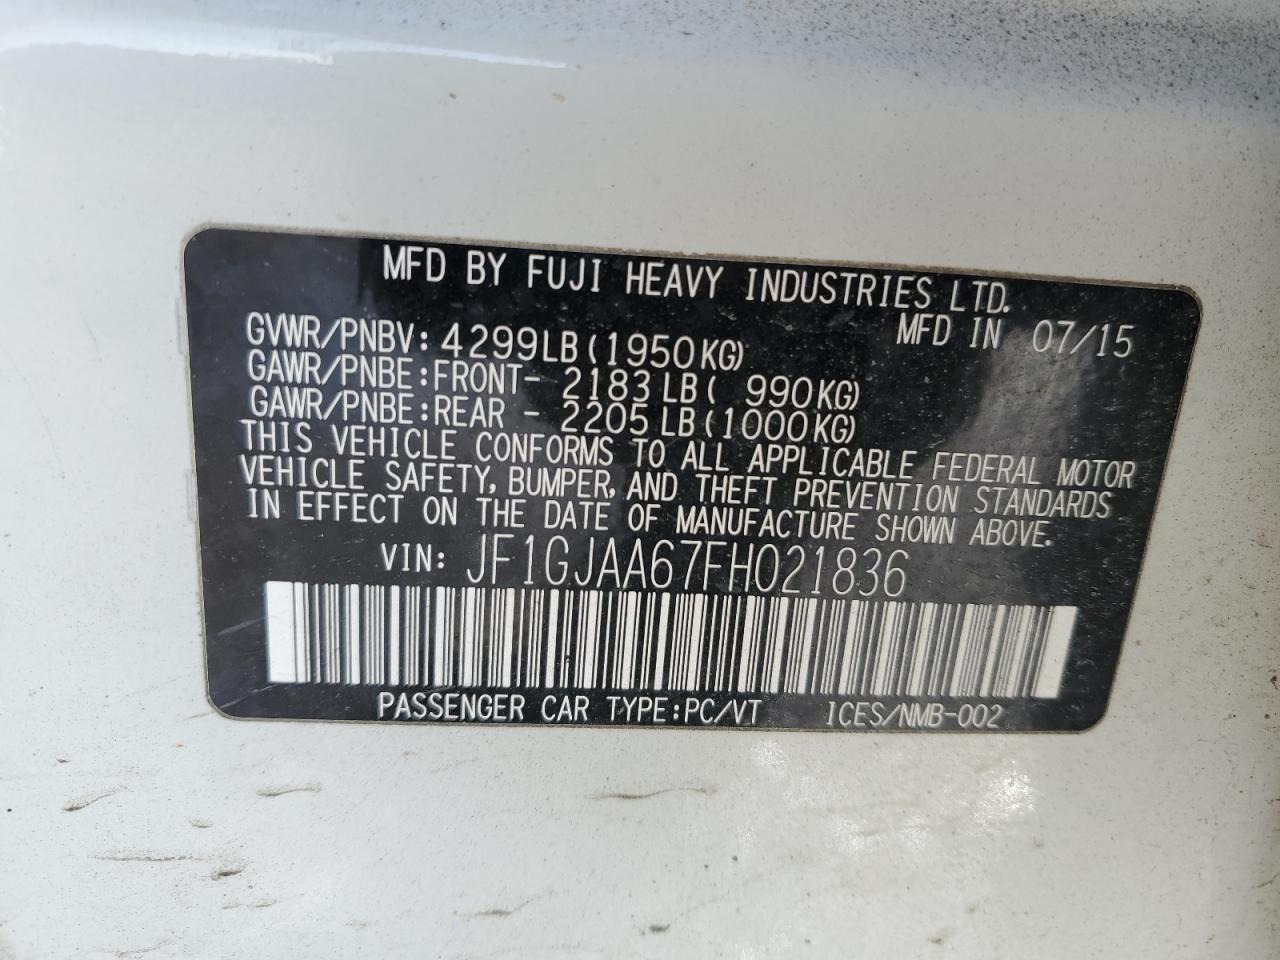 MFD BY FUJI HEAVY INDUSTRIES LTD.
MFD IN 07/15
GVWR/PNBV: 4299LB (1950KG)
GAWR/PNBE:FRONT- 2183 LB ( 990KG)
GAWR/PNBE:REAR - 2205 LB (1000KG)
THIS VEHICLE CONFORMS TO ALL APPLICABLE FEDERAL MOTOR
VEHICLE SAFETY, BUMPER, AND THEFT PREVENTION STANDARDS
IN EFFECT ON THE DATE OF MANUFACTURE SHOWN ABOVE.
VIN: JF1GJAA67FH021836
PASSENGER CAR TYPE:PC/VT ICES/NMB-002